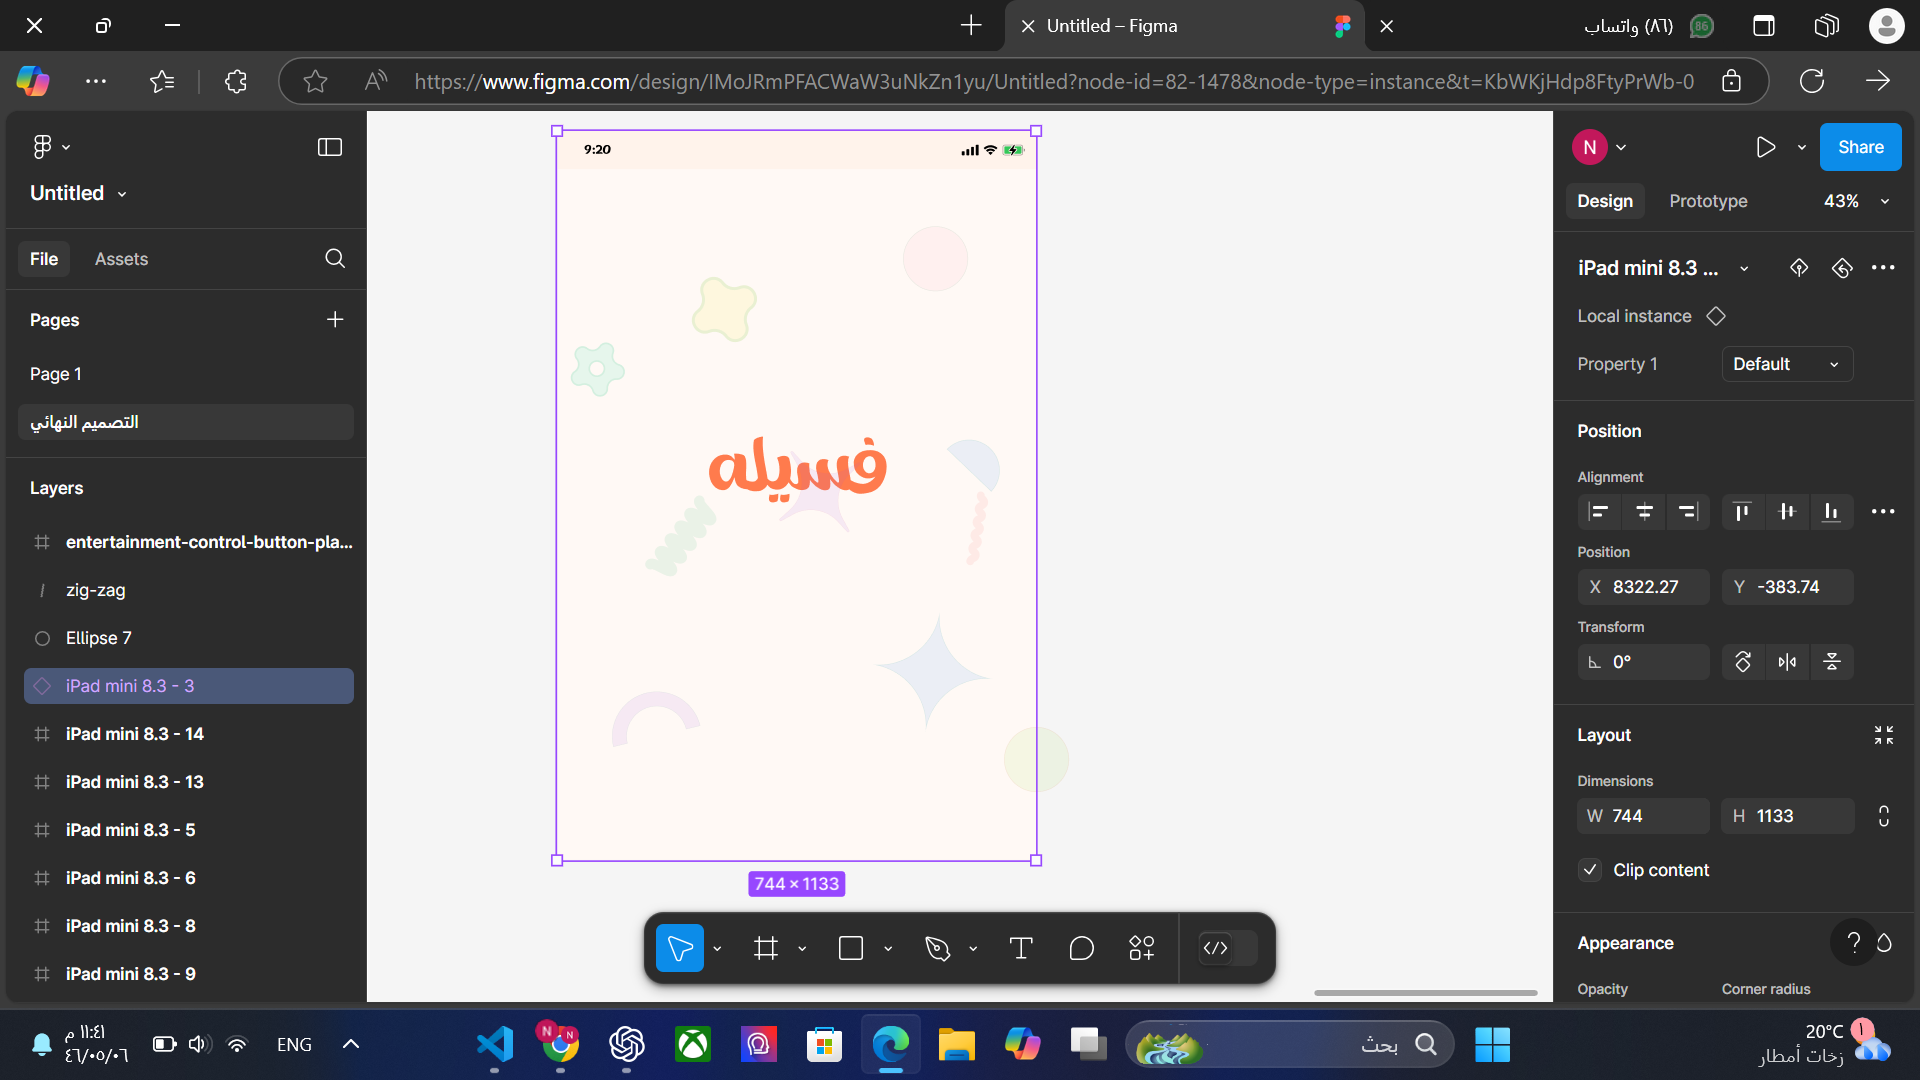 Untitled – Figma
(٨٦) واتساب
86
https://www.figma.com/design/IMoJRmPFACWaW3uNkZn1yu/Untitled?node-id=82-1478&node-type=instance&t=KbWKjHdp8FtyPrWb-0
Untitled
File
Assets
Pages
Page 1
التصميم النهائي
Layers
entertainment-control-button-pla...
zig-zag
Ellipse 7
iPad mini 8.3 - 3
iPad mini 8.3 - 14
iPad mini 8.3 - 13
iPad mini 8.3 - 5
iPad mini 8.3 - 6
iPad mini 8.3 - 8
iPad mini 8.3 - 9
9:20
فسيله
744 × 1133
N
Share
Design
Prototype
43%
iPad mini 8.3 ...
Local instance
Property 1
Default
Position
Alignment
Position
X 8322.27
Y -383.74
Transform
0°
Layout
Dimensions
W 744
H 1133
Clip content
Appearance
?
Opacity
Corner radius
١١:٤١ م
٤٦/٠٥/٠٦
ENG
N
N
بحث
20°C
١
زخات أمطار